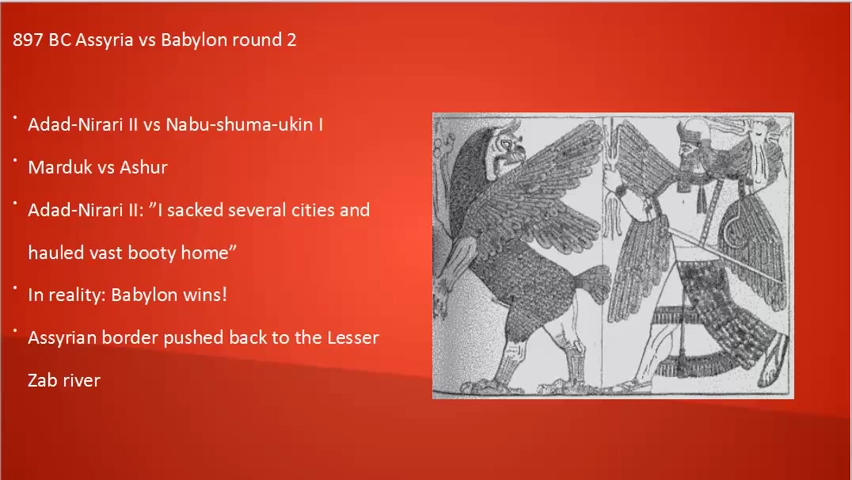 897 BC Assyria vs Babylon round 2
• Adad-Nirari II vs Nabu-shuma-ukin I
• Marduk vs Ashur
• Adad-Nirari II: ”I sacked several cities and
hauled vast booty home”
• In reality: Babylon wins!
• Assyrian border pushed back to the Lesser
Zab river